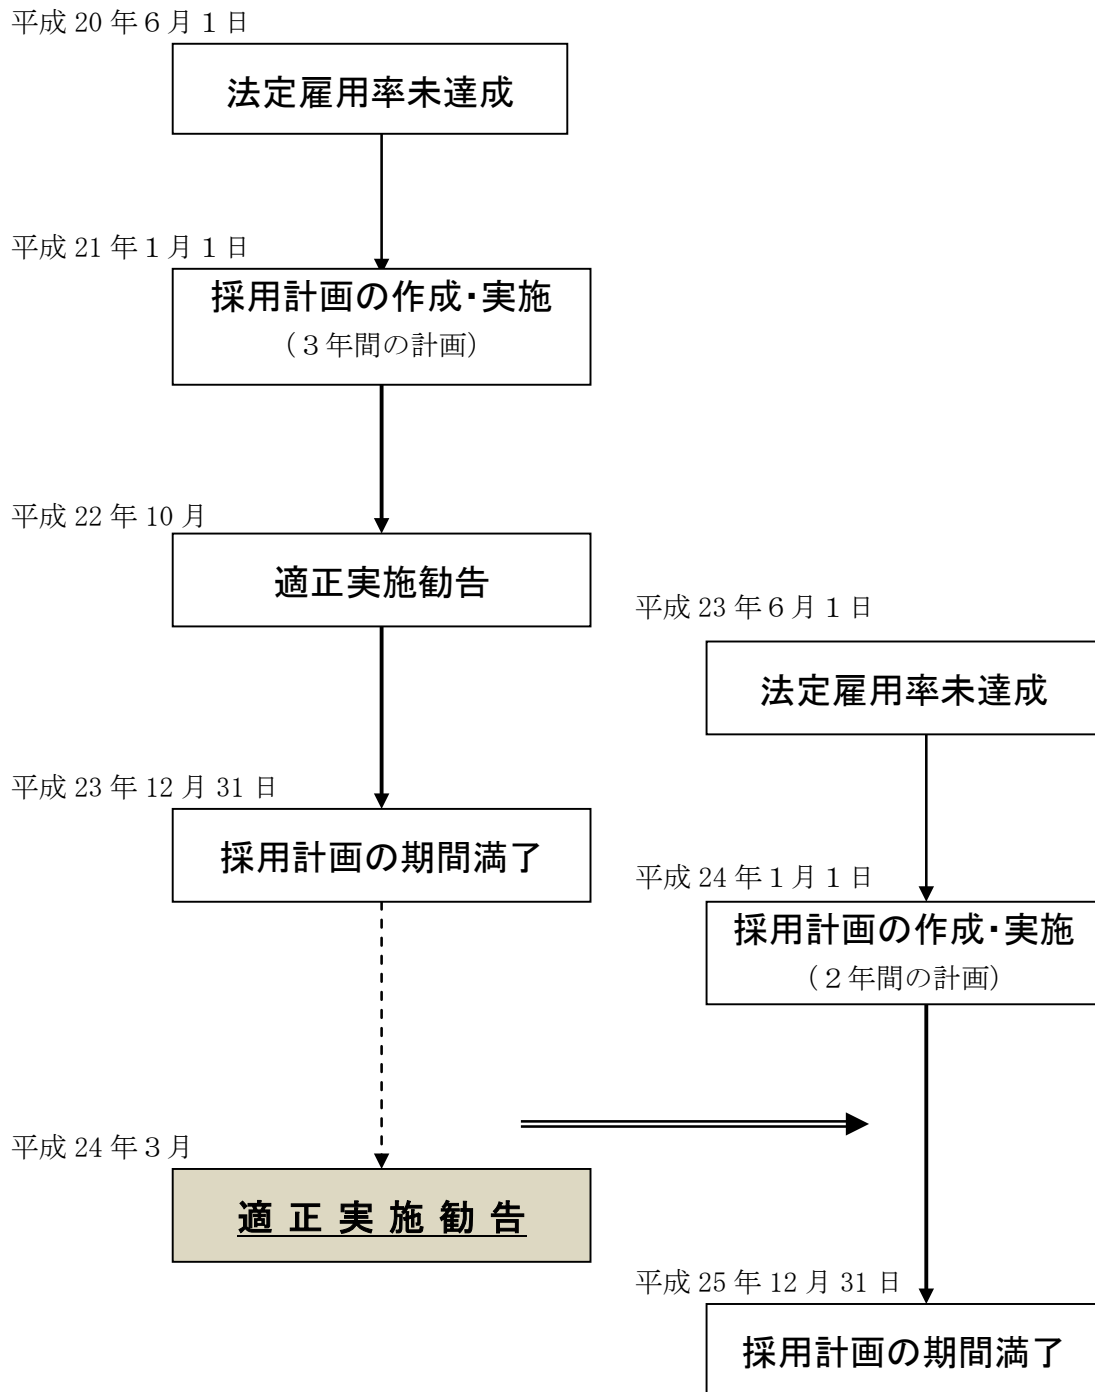 平成 20 年６月１日
法定雇用率未達成
平成 21 年１月１日
採用計画の作成・実施
（３年間の計画）
平成 22 年 10 月
適正実施勧告
平成 23 年 12 月 31 日
採用計画の期間満了
平成 24 年３月
適 正 実 施 勧 告
平成 23 年６月１日
法定雇用率未達成
平成 24 年１月１日
採用計画の作成・実施
（２年間の計画）
平成 25 年 12 月 31 日
採用計画の期間満了